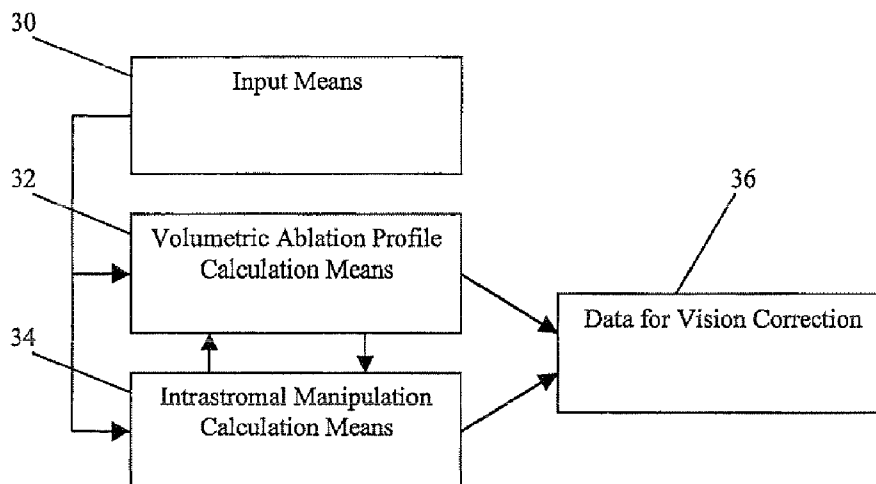 30
Input Means
32
36
Volumetric Ablation Profile
Calculation Means
Data for Vision Correction
34
Intrastromal Manipulation
Calculation Means